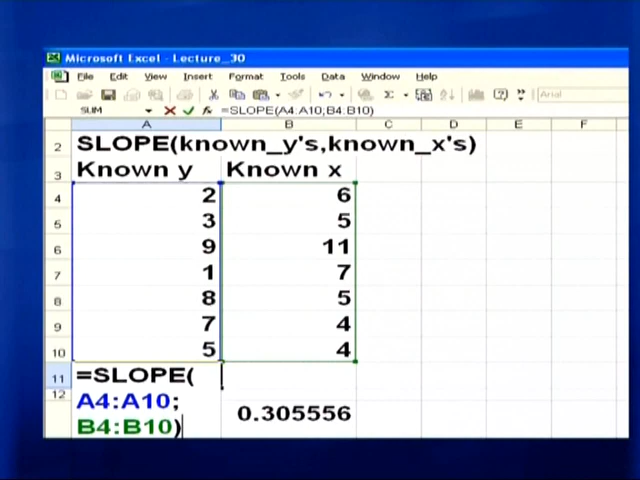 Microsoft Excel - Lecture_30
File Edit View Insert Format Tools Data Window Help
Arial
SUM =SLOPE(A4:A10;B4:B10)
A B C D E F
2 SLOPE(known_y's,known_x's)
3 Known y Known x
4 2 6
5 3 5
6 9 11
7 1 7
8 8 5
9 7 4
10 5 4
11 =SLOPE(
12 A4:A10;
0.305556
B4:B10)